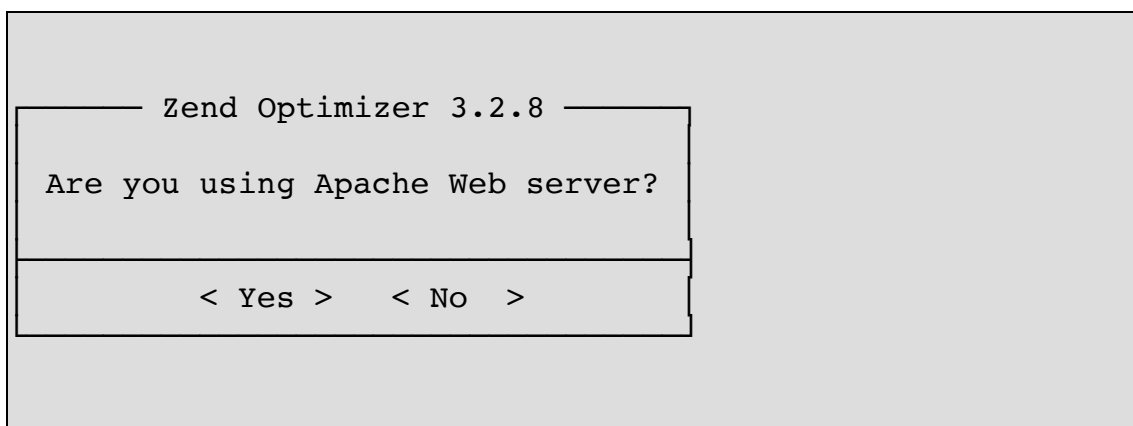 Zend Optimizer 3.2.8
Are you using Apache Web server?
< Yes > < No >